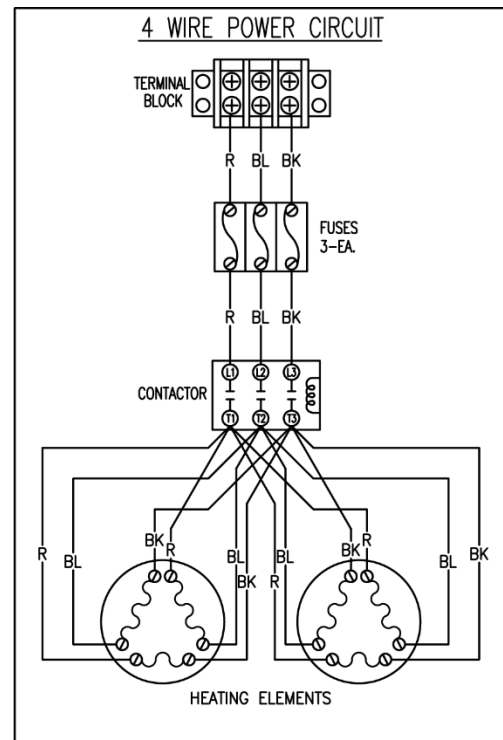 4 WIRE POWER CIRCUIT
TERMINAL
BLOCK
R BL BK
FUSES
3-EA.
R BL BK
L1 L2 L3
CONTACTOR
T1 T2 T3
R BL BK R BL BK BL R BK R BL BK
HEATING ELEMENTS